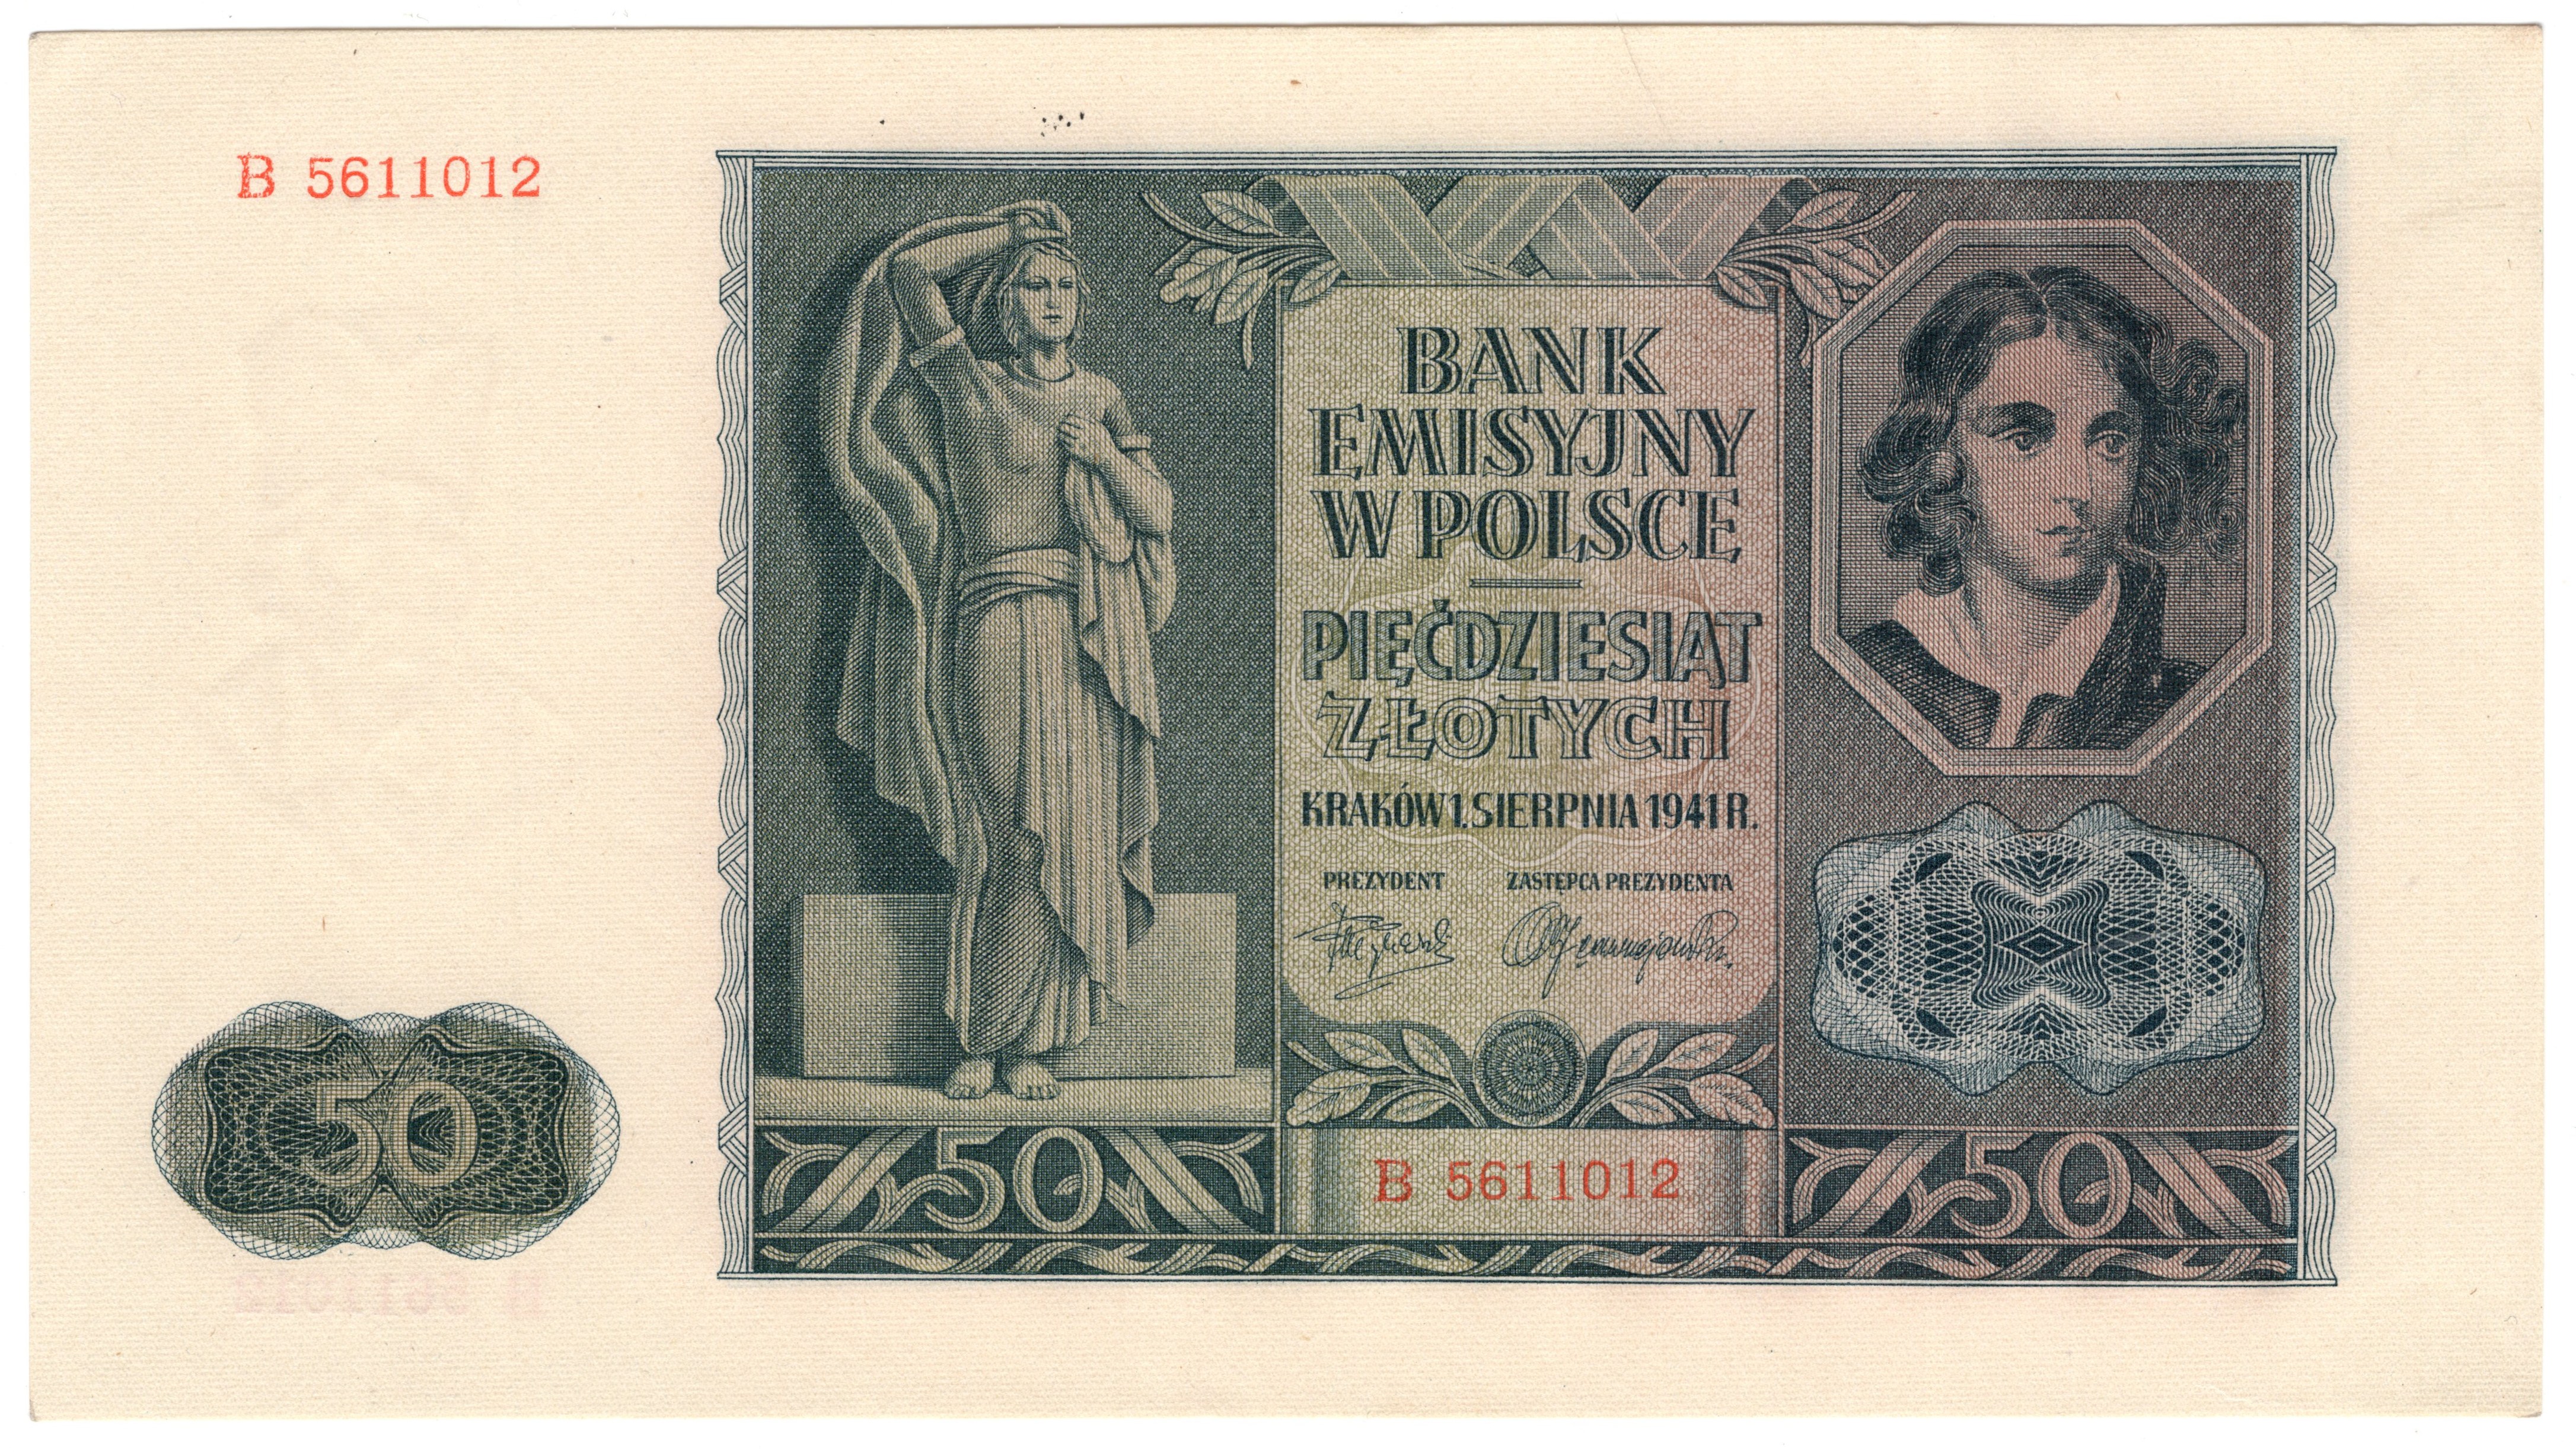 B 5611012
BANK
EMISYJNY
W POLSCE
PIĘĆDZIESIĄT
ZŁOTYCH
KRAKÓW 1. SIERPNIA 1941 R.
PREZYDENT ZASTĘPCA PREZYDENTA
50
50
B 5611012
50